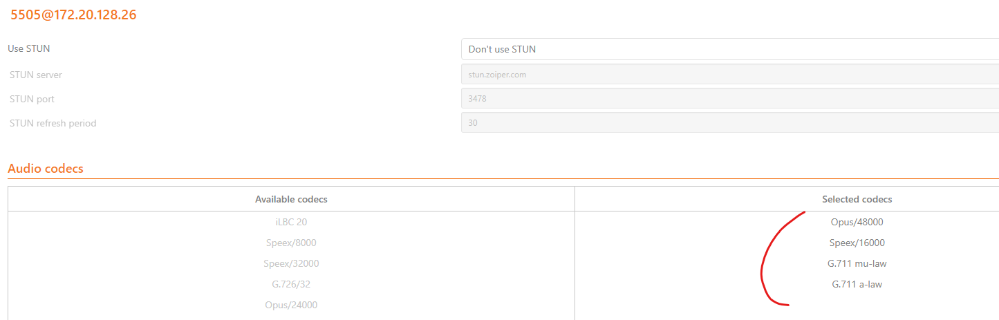 5505@172.20.128.26
Use STUN Don't use STUN
STUN server stun.zoiper.com
STUN port 3478
STUN refresh period 30
Audio codecs
Available codecs Selected codecs
iLBC 20 Opus/48000
Speex/8000 Speex/16000
Speex/32000 G.711 mu-law
G.726/32 G.711 a-law
Opus/24000